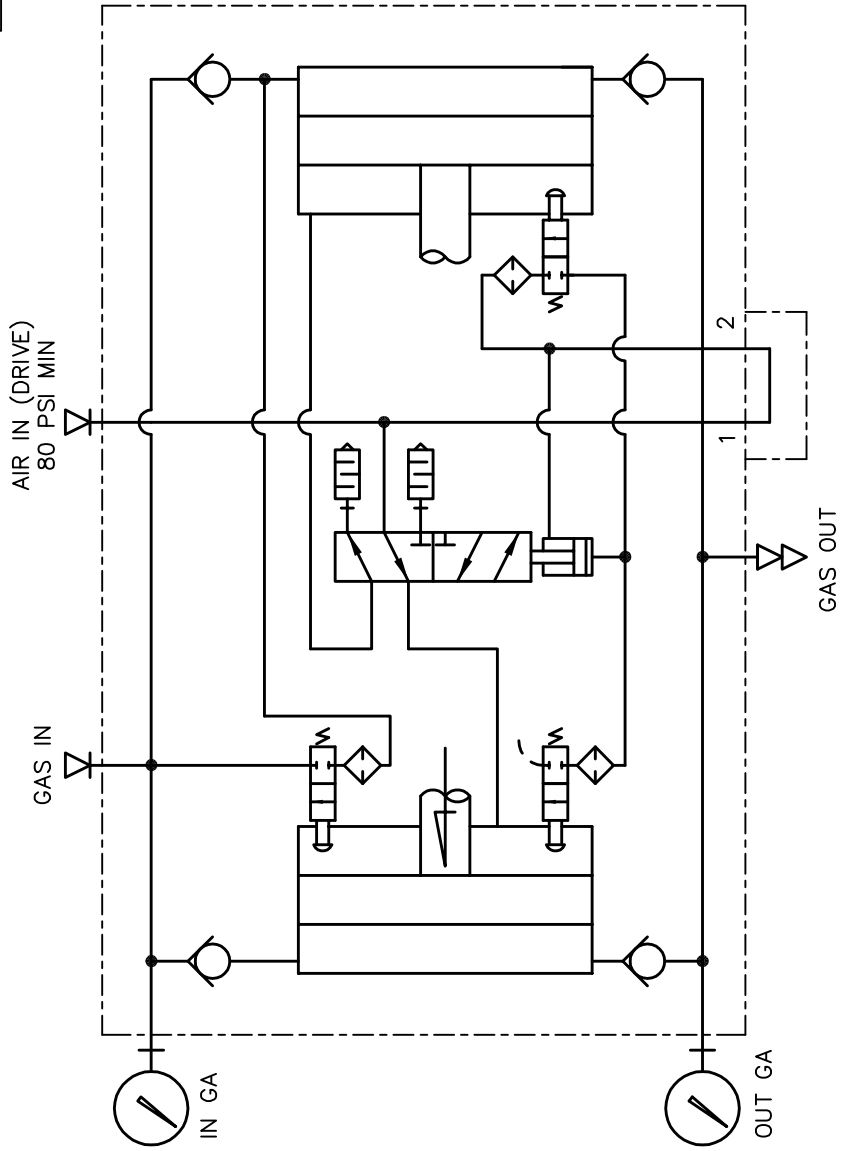 AIR IN (DRIVE)
80 PSI MIN
GAS IN
IN GA
2
1
GAS OUT
OUT GA